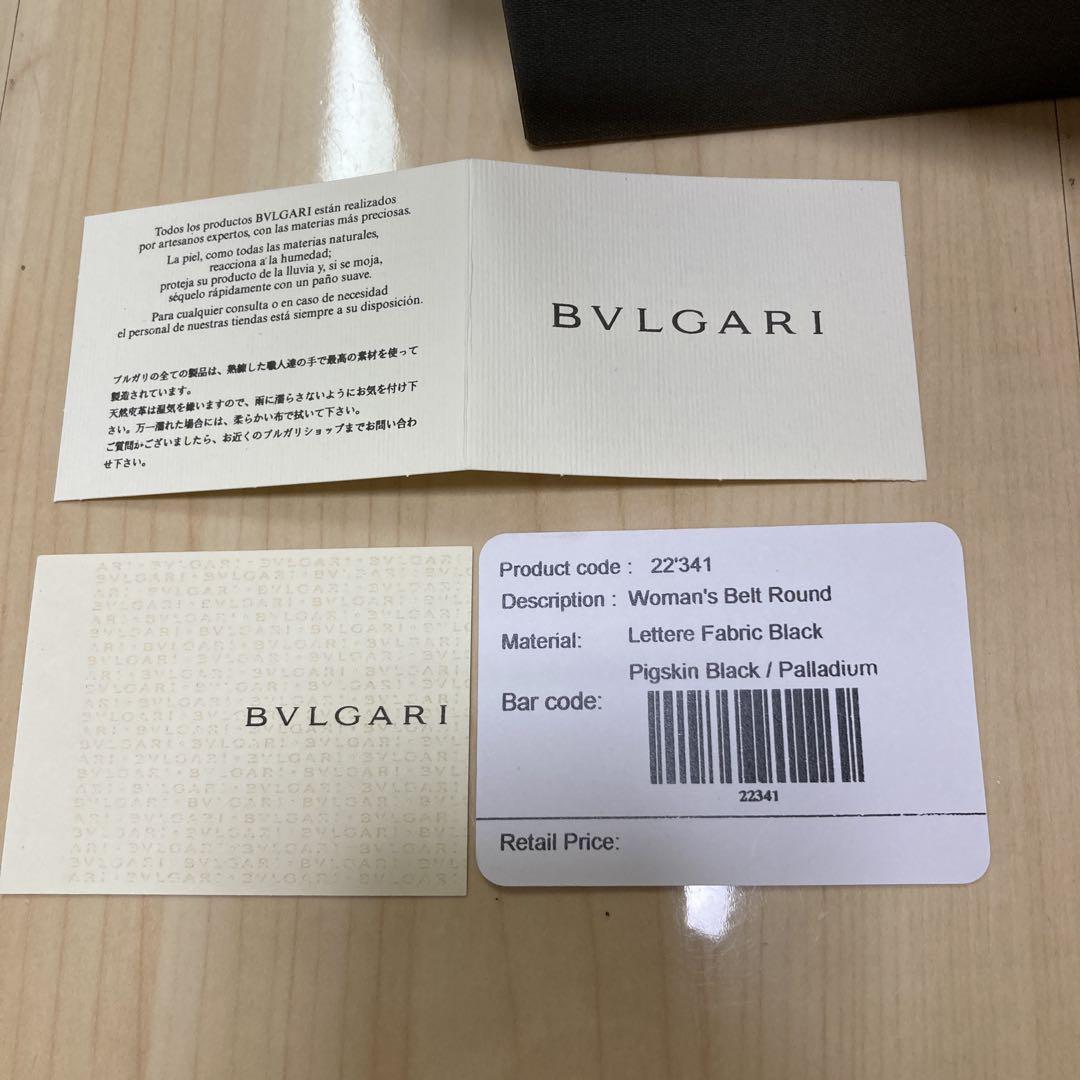 Todos los productos BVLGARI están realizados
por artesanos expertos, con las materias más preciosas.
La piel, como todas las materias naturales,
reacciona a la humedad;
proteja su producto de la lluvia y, si se moja,
séquelo rápidamente con un paño suave.
Para cualquier consulta o en caso de necesidad
el personal de nuestras tiendas está siempre a su disposición.
ブルガリの全ての製品は、熟練した職人達の手で最高の素材を使って
製造されています。
天然皮革は湿気を嫌いますので、雨に濡らさないようにお気を付け下
さい。万一濡れた場合には、柔らかい布で拭いて下さい。
ご質問がございましたら、お近くのブルガリショップまでお問い合わ
せ下さい。
BVLGARI
BVLGARI
Product code : 22'341
Description : Woman's Belt Round
Material: Lettere Fabric Black
Pigskin Black / Palladium
Bar code:
22341
Retail Price: